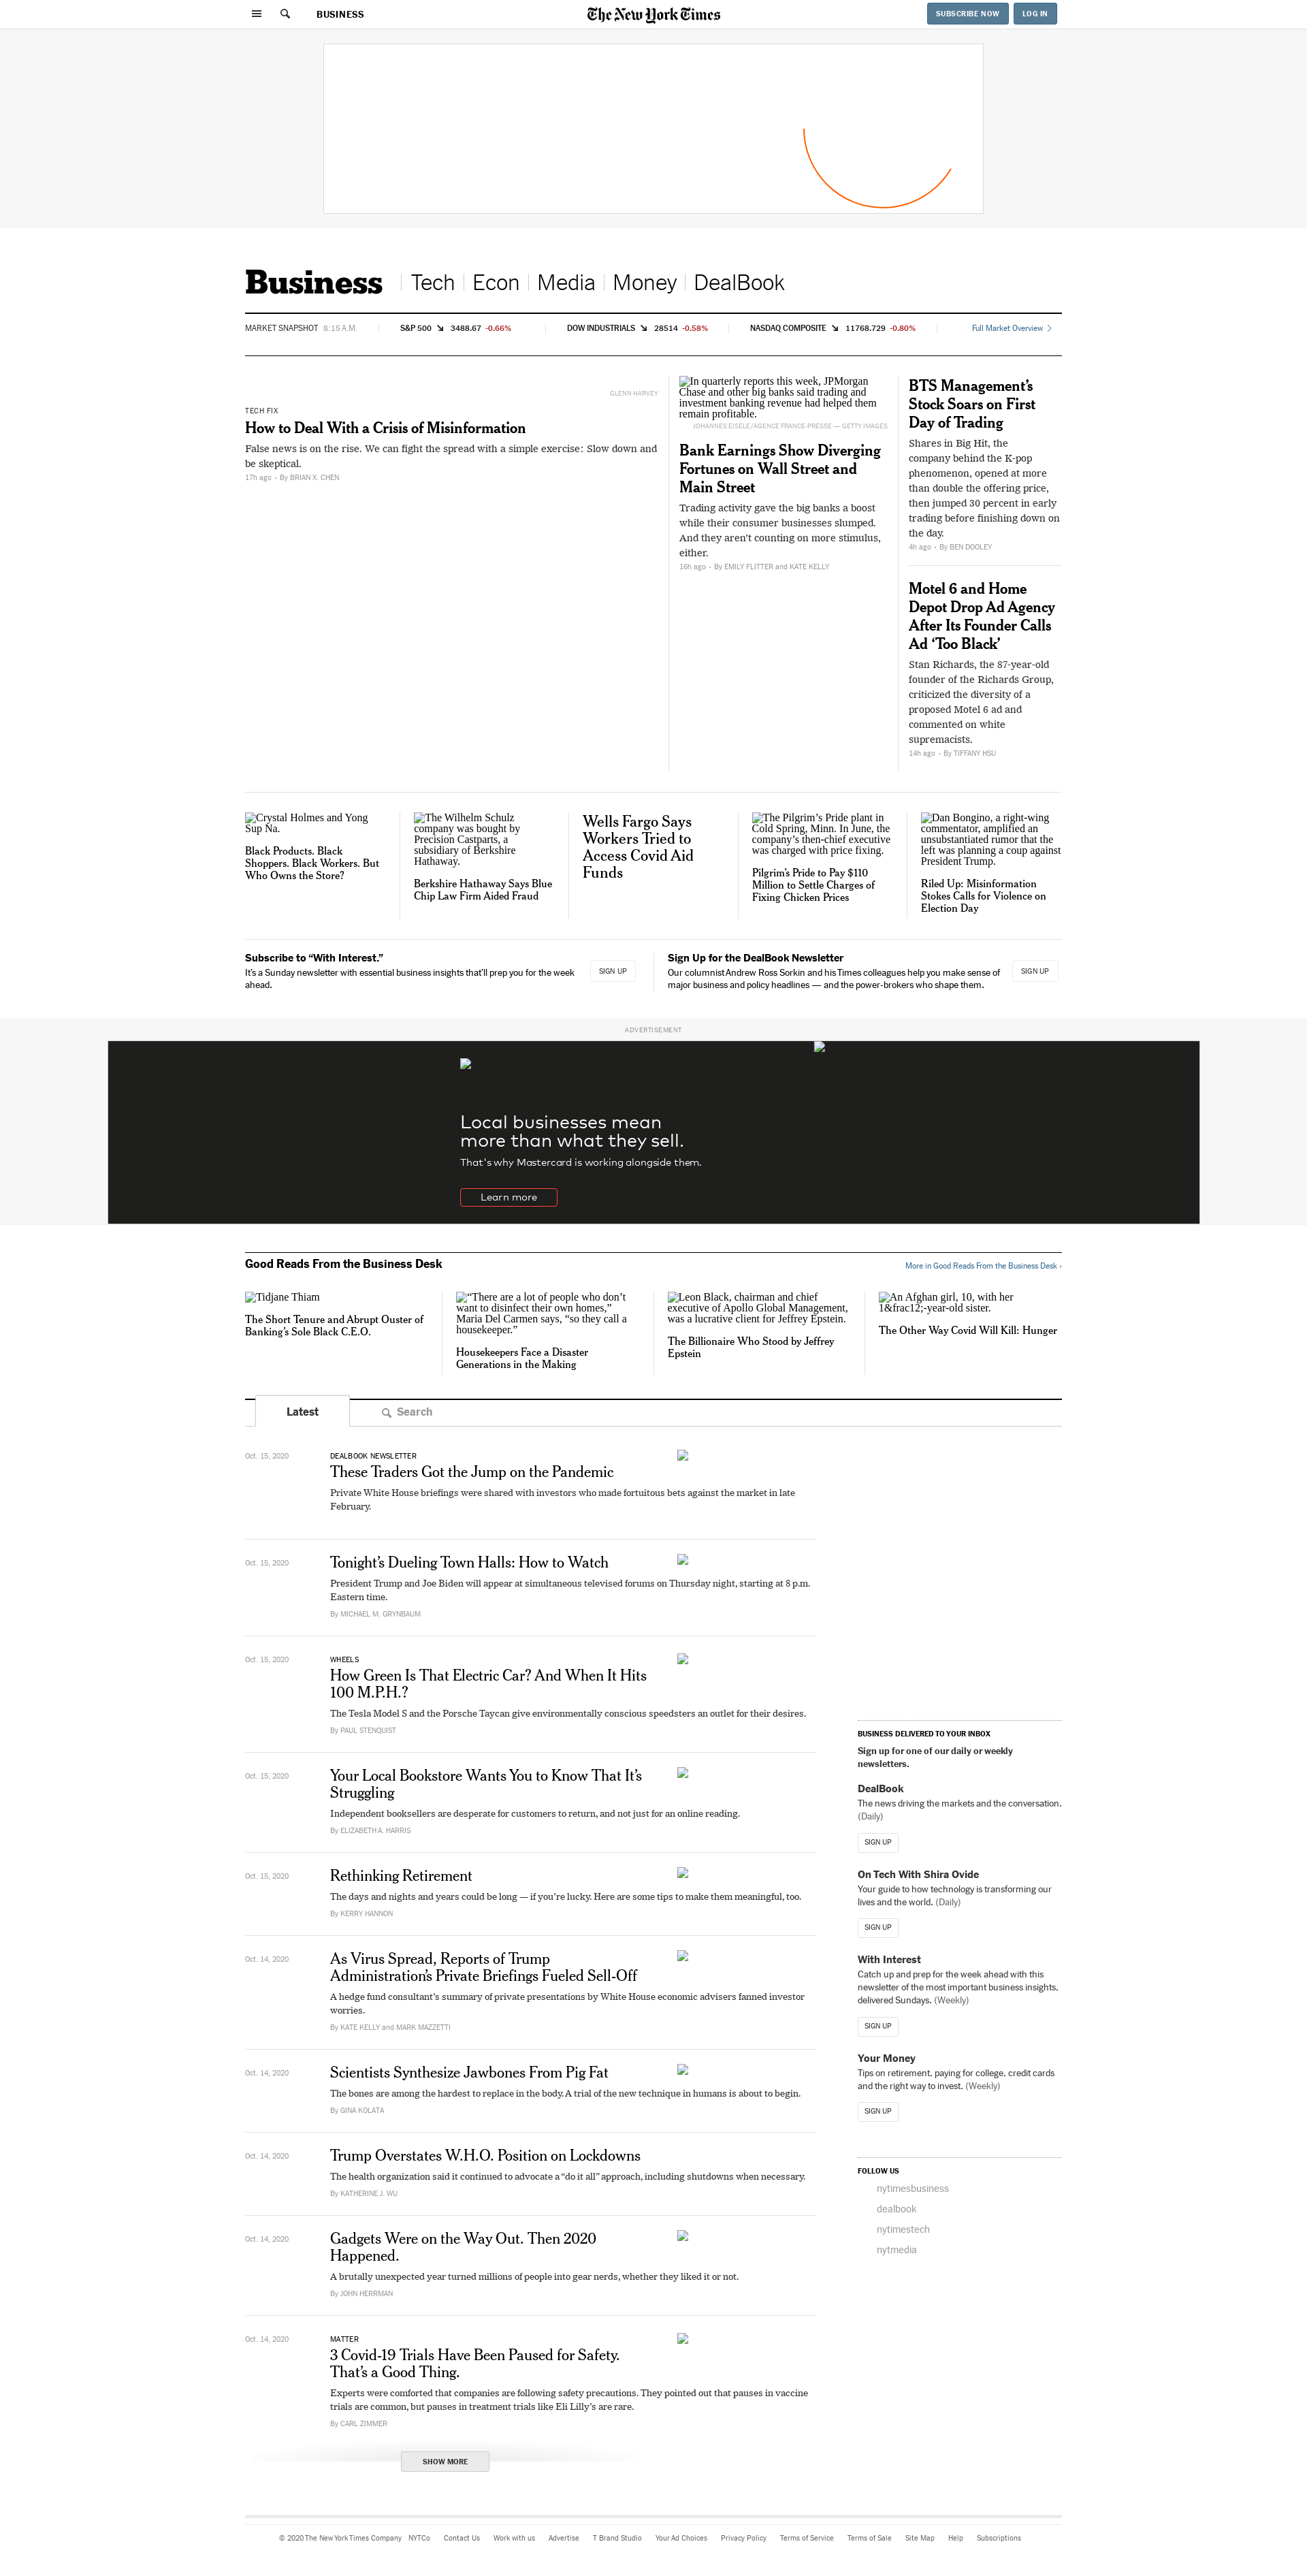 BUSINESS
The New York Times
SUBSCRIBE NOW
LOG IN
Business
Tech
Econ
Media
Money
DealBook
MARKET SNAPSHOT 8:15 A.M.
S&P 500 3488.67 -0.66%
DOW INDUSTRIALS 28514 -0.58%
NASDAQ COMPOSITE 11768.729 -0.80%
Full Market Overview
GLENN HARVEY
TECH FIX
How to Deal With a Crisis of Misinformation
False news is on the rise. We can fight the spread with a simple exercise: Slow down and
be skeptical.
17h ago • By BRIAN X. CHEN
In quarterly reports this week, JPMorgan
Chase and other big banks said trading and
investment banking revenue had helped them
remain profitable.
JOHANNES EISELE/AGENCE FRANCE-PRESSE — GETTY IMAGES
Bank Earnings Show Diverging
Fortunes on Wall Street and
Main Street
Trading activity gave the big banks a boost
while their consumer businesses slumped.
And they aren't counting on more stimulus,
either.
16h ago • By EMILY FLITTER and KATE KELLY
BTS Management’s
Stock Soars on First
Day of Trading
Shares in Big Hit, the
company behind the K-pop
phenomenon, opened at more
than double the offering price,
then jumped 30 percent in early
trading before finishing down on
the day.
4h ago • By BEN DOOLEY
Motel 6 and Home
Depot Drop Ad Agency
After Its Founder Calls
Ad ‘Too Black’
Stan Richards, the 87-year-old
founder of the Richards Group,
criticized the diversity of a
proposed Motel 6 ad and
commented on white
supremacists.
14h ago • By TIFFANY HSU
Crystal Holmes and Yong
Sup Na.
Black Products. Black
Shoppers. Black Workers. But
Who Owns the Store?
The Wilhelm Schulz
company was bought by
Precision Castparts, a
subsidiary of Berkshire
Hathaway.
Berkshire Hathaway Says Blue
Chip Law Firm Aided Fraud
Wells Fargo Says
Workers Tried to
Access Covid Aid
Funds
The Pilgrim’s Pride plant in
Cold Spring, Minn. In June, the
company’s then-chief executive
was charged with price fixing.
Pilgrim’s Pride to Pay $110
Million to Settle Charges of
Fixing Chicken Prices
Dan Bongino, a right-wing
commentator, amplified an
unsubstantiated rumor that the
left was planning a coup against
President Trump.
Riled Up: Misinformation
Stokes Calls for Violence on
Election Day
Subscribe to “With Interest.”
It’s a Sunday newsletter with essential business insights that’ll prep you for the week
ahead.
SIGN UP
Sign Up for the DealBook Newsletter
Our columnist Andrew Ross Sorkin and his Times colleagues help you make sense of
major business and policy headlines — and the power-brokers who shape them.
SIGN UP
ADVERTISEMENT
Local businesses mean
more than what they sell.
That's why Mastercard is working alongside them.
Learn more
Good Reads From the Business Desk
More in Good Reads From the Business Desk ›
Tidjane Thiam
The Short Tenure and Abrupt Ouster of
Banking’s Sole Black C.E.O.
“There are a lot of people who don’t
want to disinfect their own homes,”
Maria Del Carmen says, “so they call a
housekeeper.”
Housekeepers Face a Disaster
Generations in the Making
Leon Black, chairman and chief
executive of Apollo Global Management,
was a lucrative client for Jeffrey Epstein.
The Billionaire Who Stood by Jeffrey
Epstein
An Afghan girl, 10, with her
1&frac12;-year-old sister.
The Other Way Covid Will Kill: Hunger
Latest
Search
Oct. 15, 2020
DEALBOOK NEWSLETTER
These Traders Got the Jump on the Pandemic
Private White House briefings were shared with investors who made fortuitous bets against the market in late
February.
Oct. 15, 2020
Tonight’s Dueling Town Halls: How to Watch
President Trump and Joe Biden will appear at simultaneous televised forums on Thursday night, starting at 8 p.m.
Eastern time.
By MICHAEL M. GRYNBAUM
Oct. 15, 2020
WHEELS
How Green Is That Electric Car? And When It Hits
100 M.P.H.?
The Tesla Model S and the Porsche Taycan give environmentally conscious speedsters an outlet for their desires.
By PAUL STENQUIST
Oct. 15, 2020
Your Local Bookstore Wants You to Know That It’s
Struggling
Independent booksellers are desperate for customers to return, and not just for an online reading.
By ELIZABETH A. HARRIS
Oct. 15, 2020
Rethinking Retirement
The days and nights and years could be long — if you’re lucky. Here are some tips to make them meaningful, too.
By KERRY HANNON
Oct. 14, 2020
As Virus Spread, Reports of Trump
Administration’s Private Briefings Fueled Sell-Off
A hedge fund consultant’s summary of private presentations by White House economic advisers fanned investor
worries.
By KATE KELLY and MARK MAZZETTI
Oct. 14, 2020
Scientists Synthesize Jawbones From Pig Fat
The bones are among the hardest to replace in the body. A trial of the new technique in humans is about to begin.
By GINA KOLATA
Oct. 14, 2020
Trump Overstates W.H.O. Position on Lockdowns
The health organization said it continued to advocate a “do it all” approach, including shutdowns when necessary.
By KATHERINE J. WU
Oct. 14, 2020
Gadgets Were on the Way Out. Then 2020
Happened.
A brutally unexpected year turned millions of people into gear nerds, whether they liked it or not.
By JOHN HERRMAN
Oct. 14, 2020
MATTER
3 Covid-19 Trials Have Been Paused for Safety.
That’s a Good Thing.
Experts were comforted that companies are following safety precautions. They pointed out that pauses in vaccine
trials are common, but pauses in treatment trials like Eli Lilly’s are rare.
By CARL ZIMMER
SHOW MORE
BUSINESS DELIVERED TO YOUR INBOX
Sign up for one of our daily or weekly
newsletters.
DealBook
The news driving the markets and the conversation.
(Daily)
SIGN UP
On Tech With Shira Ovide
Your guide to how technology is transforming our
lives and the world. (Daily)
SIGN UP
With Interest
Catch up and prep for the week ahead with this
newsletter of the most important business insights,
delivered Sundays. (Weekly)
SIGN UP
Your Money
Tips on retirement, paying for college, credit cards
and the right way to invest. (Weekly)
SIGN UP
FOLLOW US
nytimesbusiness
dealbook
nytimestech
nytmedia
© 2020 The New York Times Company NYTCo Contact Us Work with us Advertise T Brand Studio Your Ad Choices Privacy Policy Terms of Service Terms of Sale Site Map Help Subscriptions